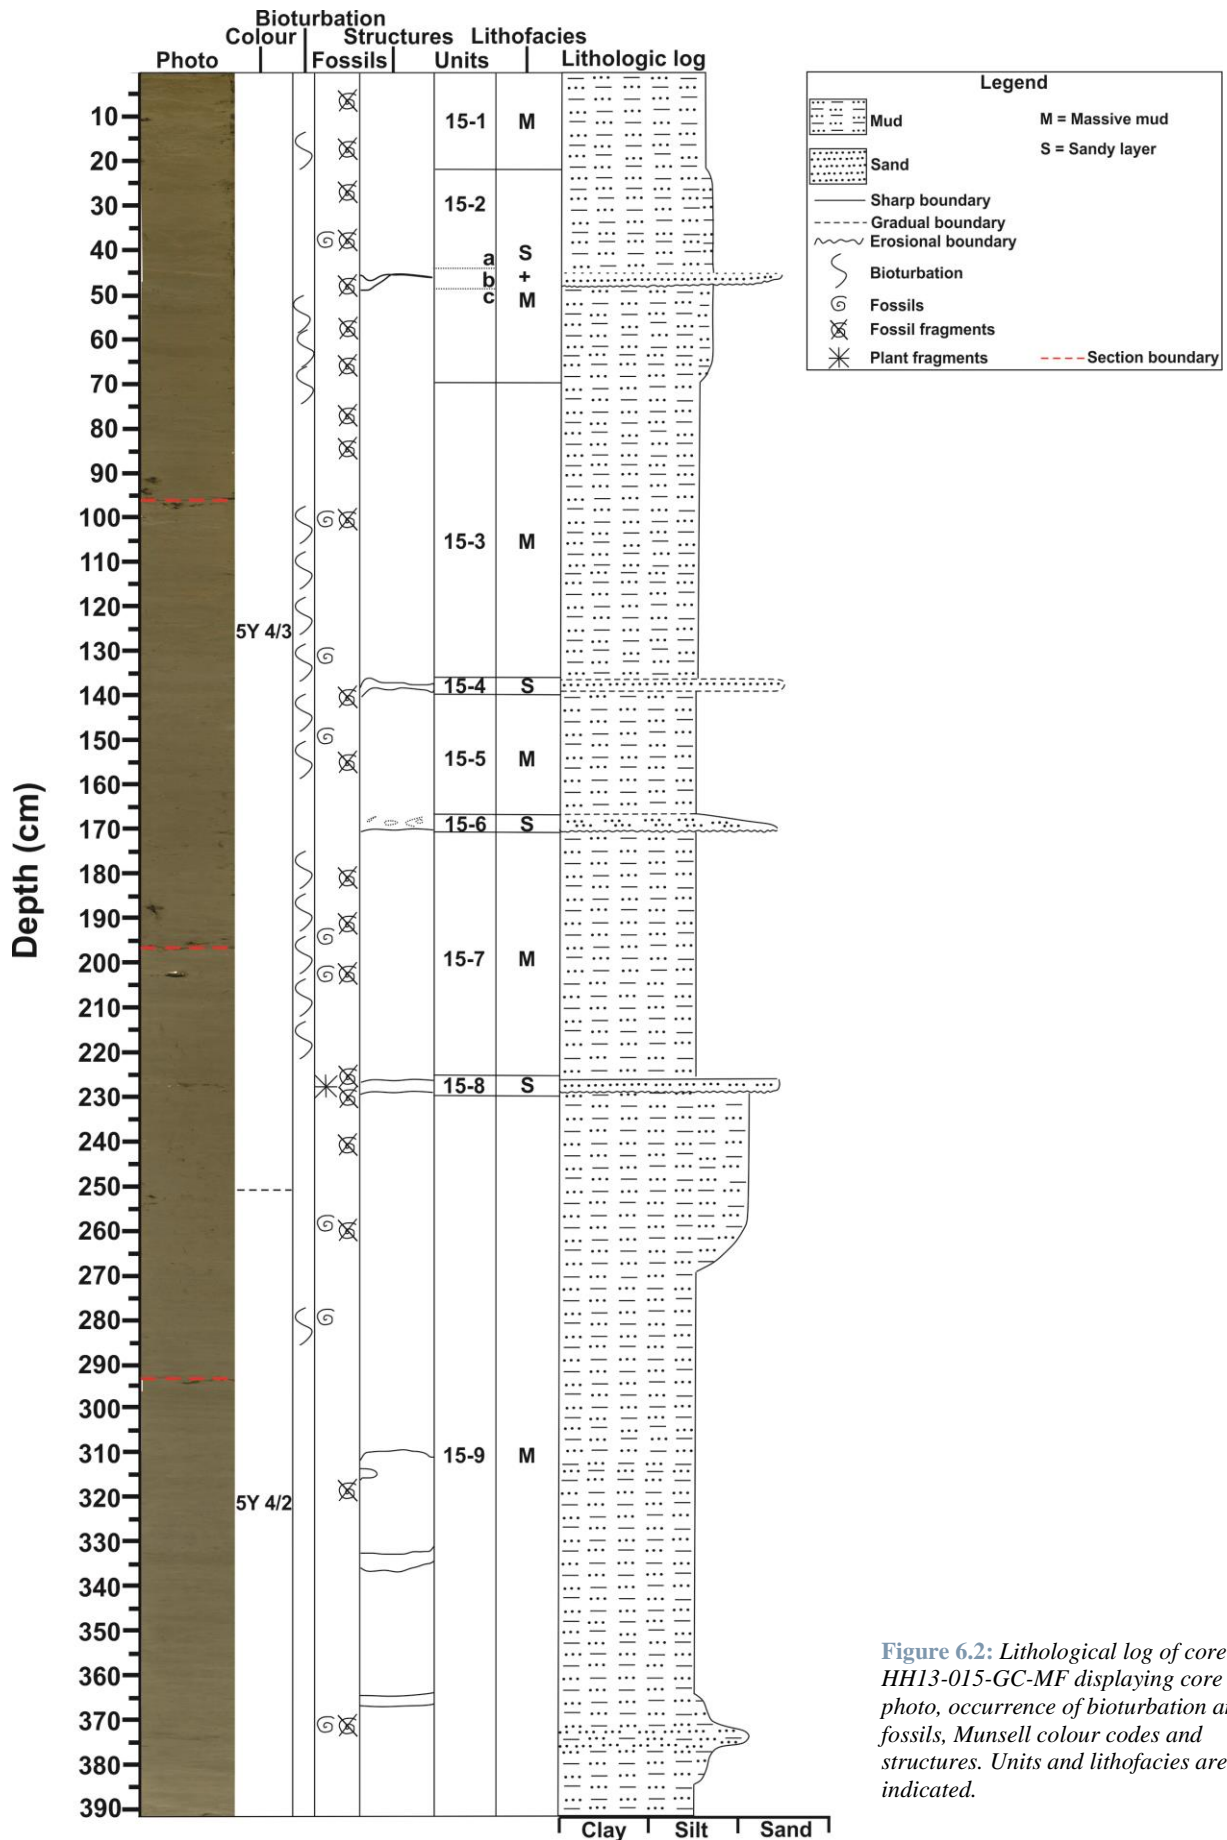 Bioturbation
Colour Structures Lithofacies
Photo Fossils Units Lithologic log
Legend
Mud M = Massive mud
S = Sandy layer
Sand
Sharp boundary
Gradual boundary
Erosional boundary
Bioturbation
Fossils
Fossil fragments
Plant fragments Section boundary
Depth (cm)
10
20
30
40
50
60
70
80
90
100
110
120
130
140
150
160
170
180
190
200
210
220
230
240
250
260
270
280
290
300
310
320
330
340
350
360
370
380
390
5Y 4/3
5Y 4/2
15-1 M
15-2
a S
b +
c M
15-3 M
15-4 S
15-5 M
15-6 S
15-7 M
15-8 S
15-9 M
Clay Silt Sand
Figure 6.2: Lithological log of core
HH13-015-GC-MF displaying core
photo, occurrence of bioturbation
fossils, Munsell colour codes and
structures. Units and lithofacies are
indicated.